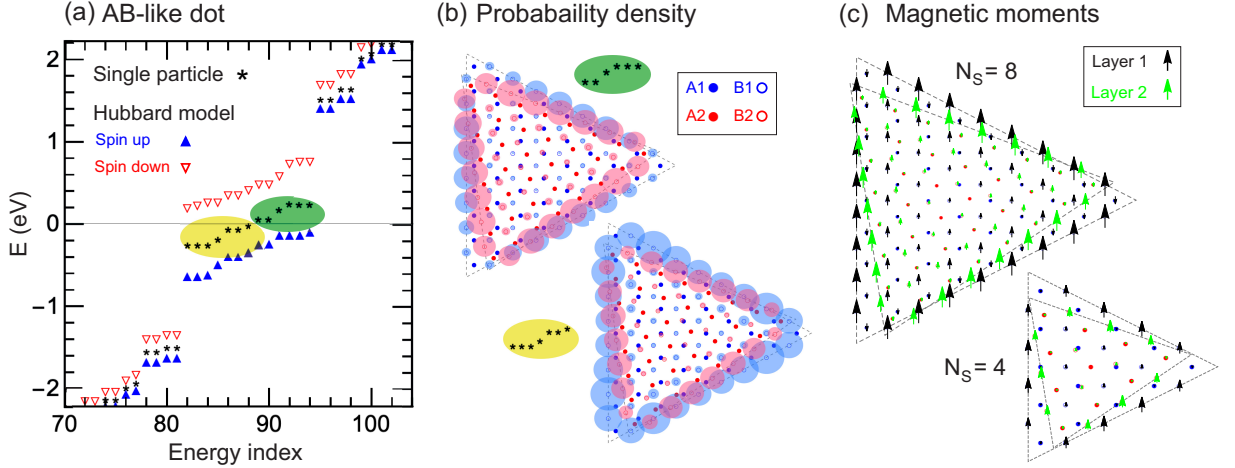 (a) AB-like dot
2
1
0
−1
−2
E (eV)
70 80 90 100
Energy index
Single particle *
Hubbard model
Spin up
Spin down
(b) Probabaility density
A1 B1
A2 B2
(c) Magnetic moments
N_S = 8
Layer 1
Layer 2
N_S = 4